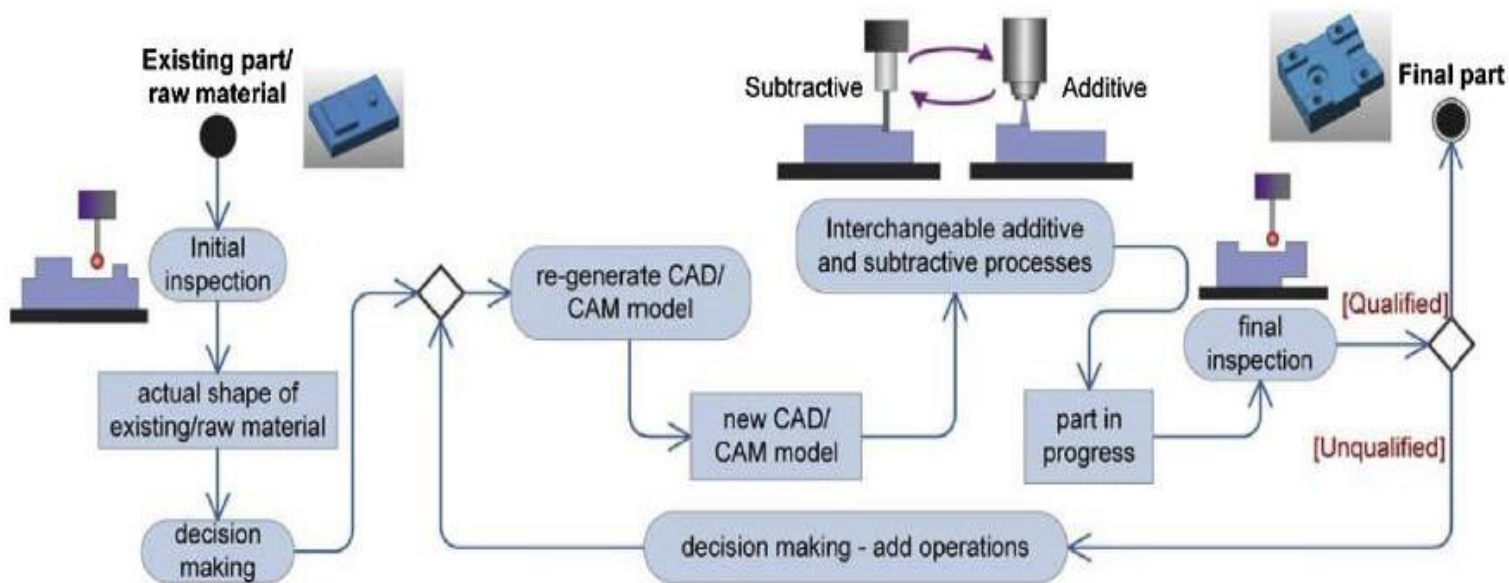 Existing part/
raw material
Subtractive
Additive
Final part
Initial
inspection
re-generate CAD/
CAM model
Interchangeable additive
and subtractive processes
[Qualified]
final
inspection
actual shape of
existing/raw material
new CAD/
CAM model
part in
progress
[Unqualified]
decision
making
decision making - add operations